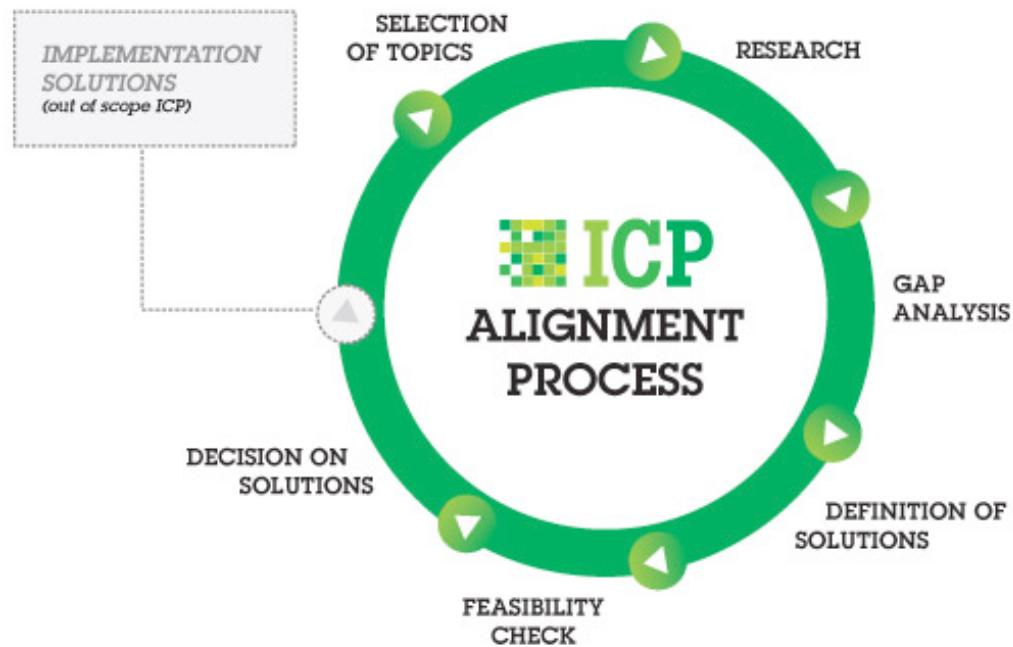 IMPLEMENTATION
SOLUTIONS
(out of scope ICP)
SELECTION
OF TOPICS
RESEARCH
GAP
ANALYSIS
DEFINITION OF
SOLUTIONS
FEASIBILITY
CHECK
DECISION ON
SOLUTIONS
ICP
ALIGNMENT
PROCESS